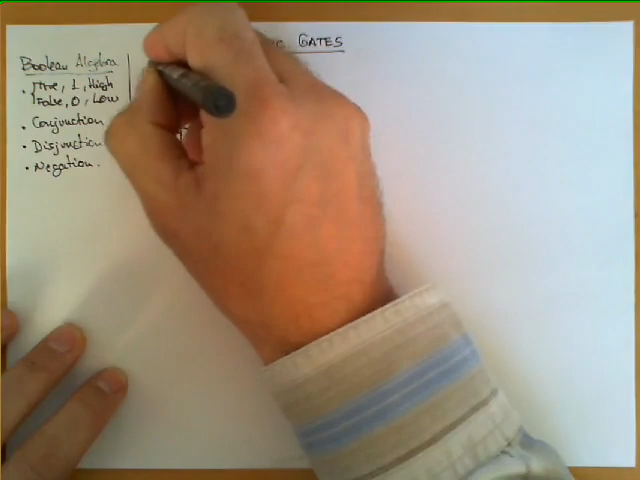 GATES
Boolean Algebra
• True, 1, High
False, 0, Low
• Conjunction
• Disjunction
• Negation.